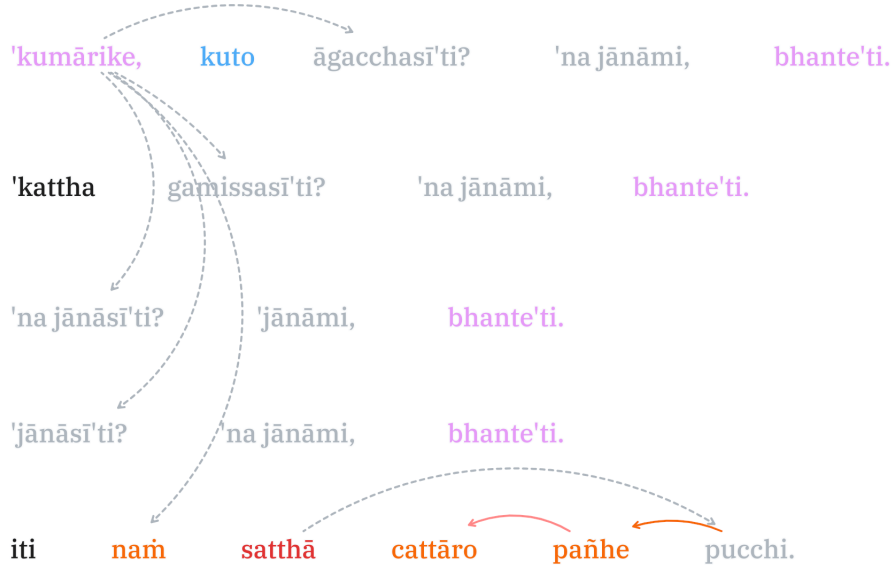 'kumārike, kuto āgacchasī'ti? 'na jānāmi, bhante'ti.
'kattha gamissasī'ti? 'na jānāmi, bhante'ti.
'na jānāsī'ti? 'jānāmi, bhante'ti.
'jānāsī'ti? 'na jānāmi, bhante'ti.
iti naṁ satthā cattāro pañhe pucchi.